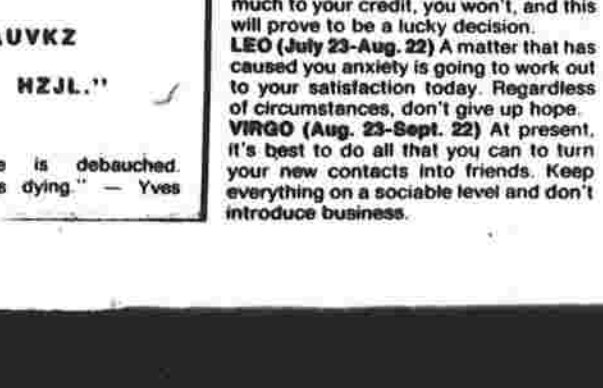 AUVKZ
HZJL."
e is debauched.
s dying." — Yves
much to your credit, you won't, and this
will prove to be a lucky decision.
LEO (July 23-Aug. 22) A matter that has
caused you anxiety is going to work out
to your satisfaction today. Regardless
of circumstances, don't give up hope.
VIRGO (Aug. 23-Sept. 22) At present,
it's best to do all that you can to turn
your new contacts into friends. Keep
everything on a sociable level and don't
introduce business.